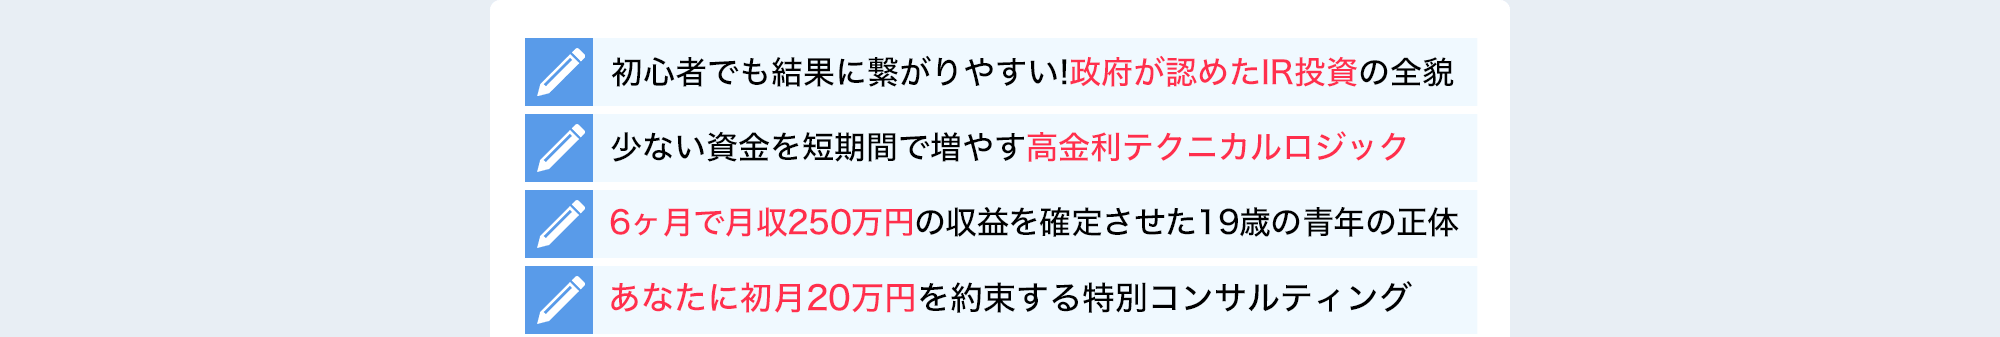 初心者でも結果に繋がりやすい!政府が認めたIR投資の全貌
少ない資金を短期間で増やす高金利テクニカルロジック
6ヶ月で月収250万円の収益を確定させた19歳の青年の正体
あなたに初月20万円を約束する特別コンサルティング